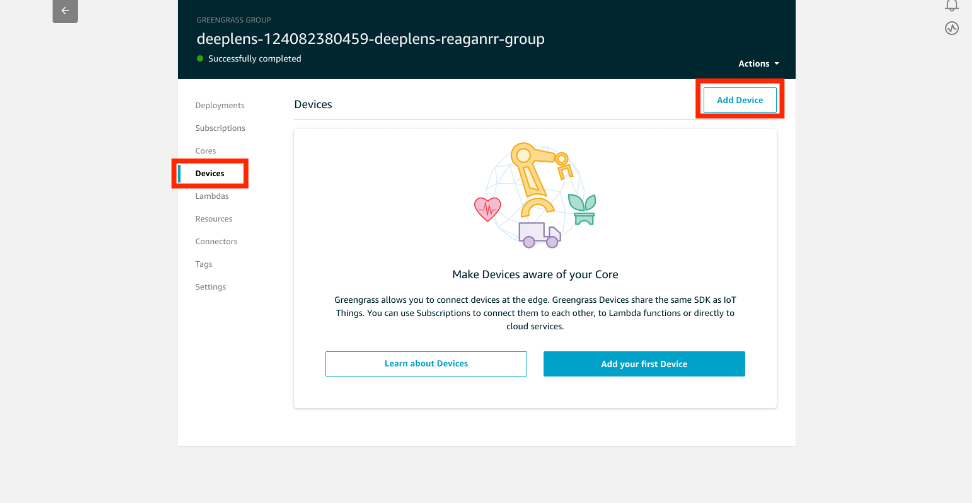 GREENGRASS GROUP
deeplens-124082380459-deeplens-reaganrr-group
Successfully completed
Actions
Deployments
Subscriptions
Cores
Devices
Lambdas
Resources
Connectors
Tags
Settings
Devices
Add Device
Make Devices aware of your Core
Greengrass allows you to connect devices at the edge. Greengrass Devices share the same SDK as IoT
Things. You can use Subscriptions to connect them to each other, to Lambda functions or directly to
cloud services.
Learn about Devices
Add your first Device